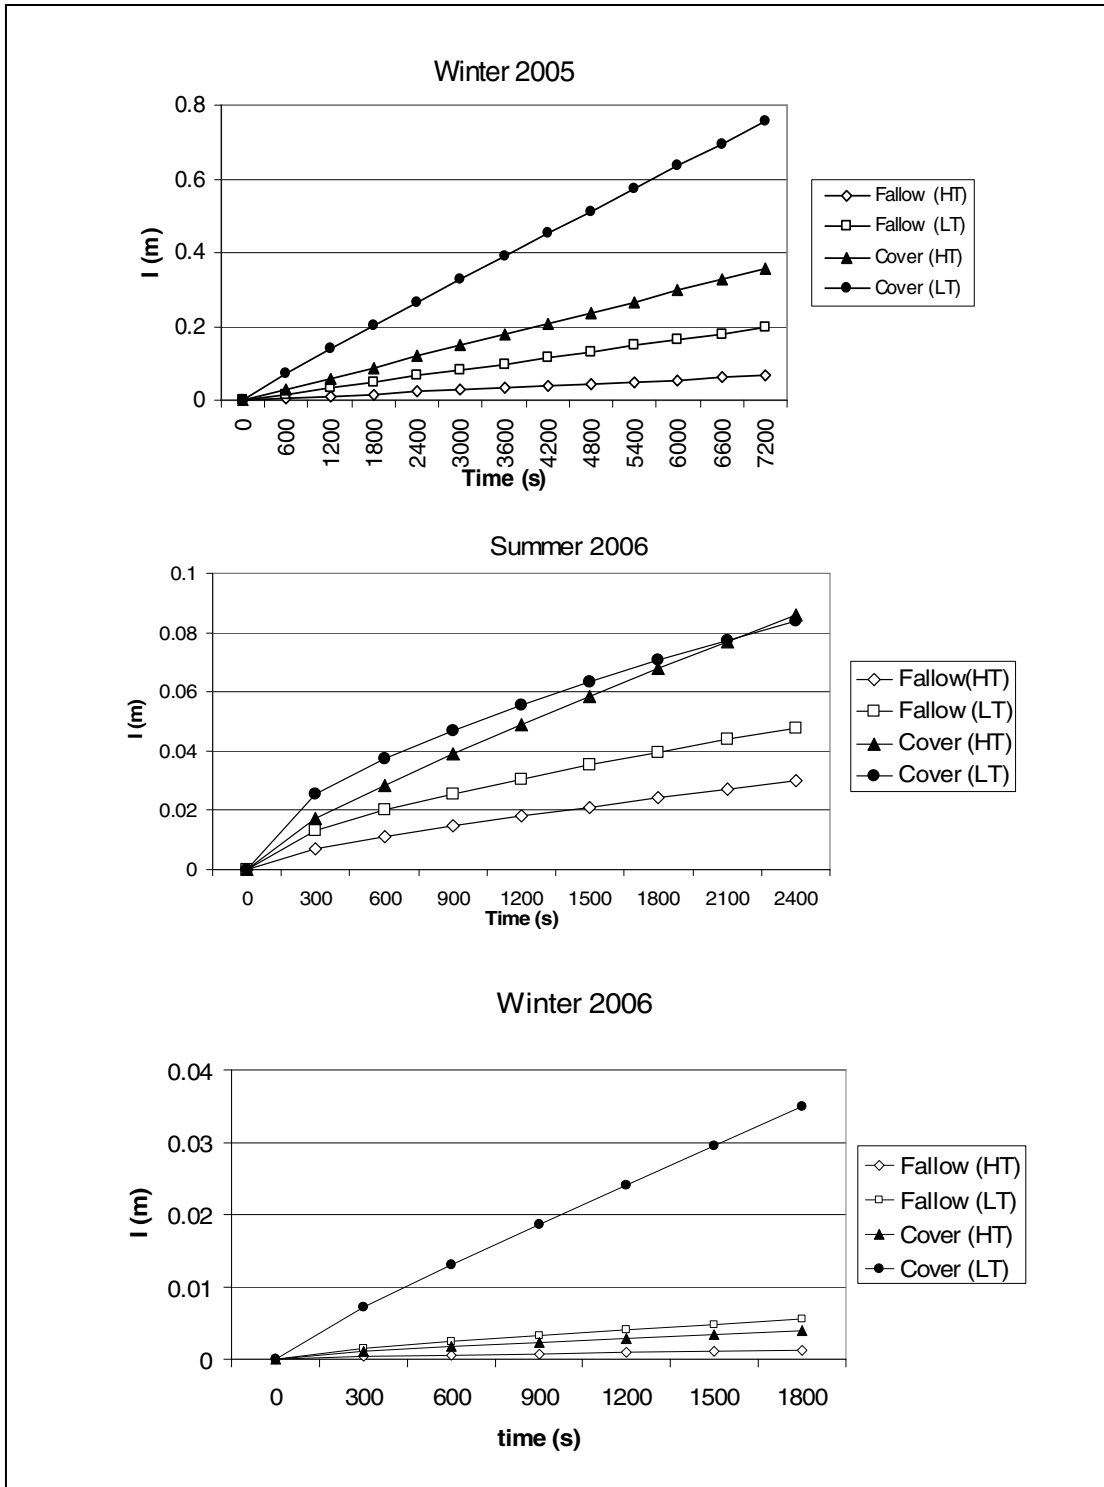 Winter 2005
0.8
0.6
0.4
0.2
0
I (m)
0 600 1200 1800 2400 3000 3600 4200 4800 5400 6000 6600 7200
Time (s)
Fallow (HT)
Fallow (LT)
Cover (HT)
Cover (LT)
Summer 2006
0.1
0.08
0.06
0.04
0.02
0
I (m)
0 300 600 900 1200 1500 1800 2100 2400
Time (s)
Fallow(HT)
Fallow (LT)
Cover (HT)
Cover (LT)
Winter 2006
0.04
0.03
0.02
0.01
0
I (m)
0 300 600 900 1200 1500 1800
time (s)
Fallow (HT)
Fallow (LT)
Cover (HT)
Cover (LT)